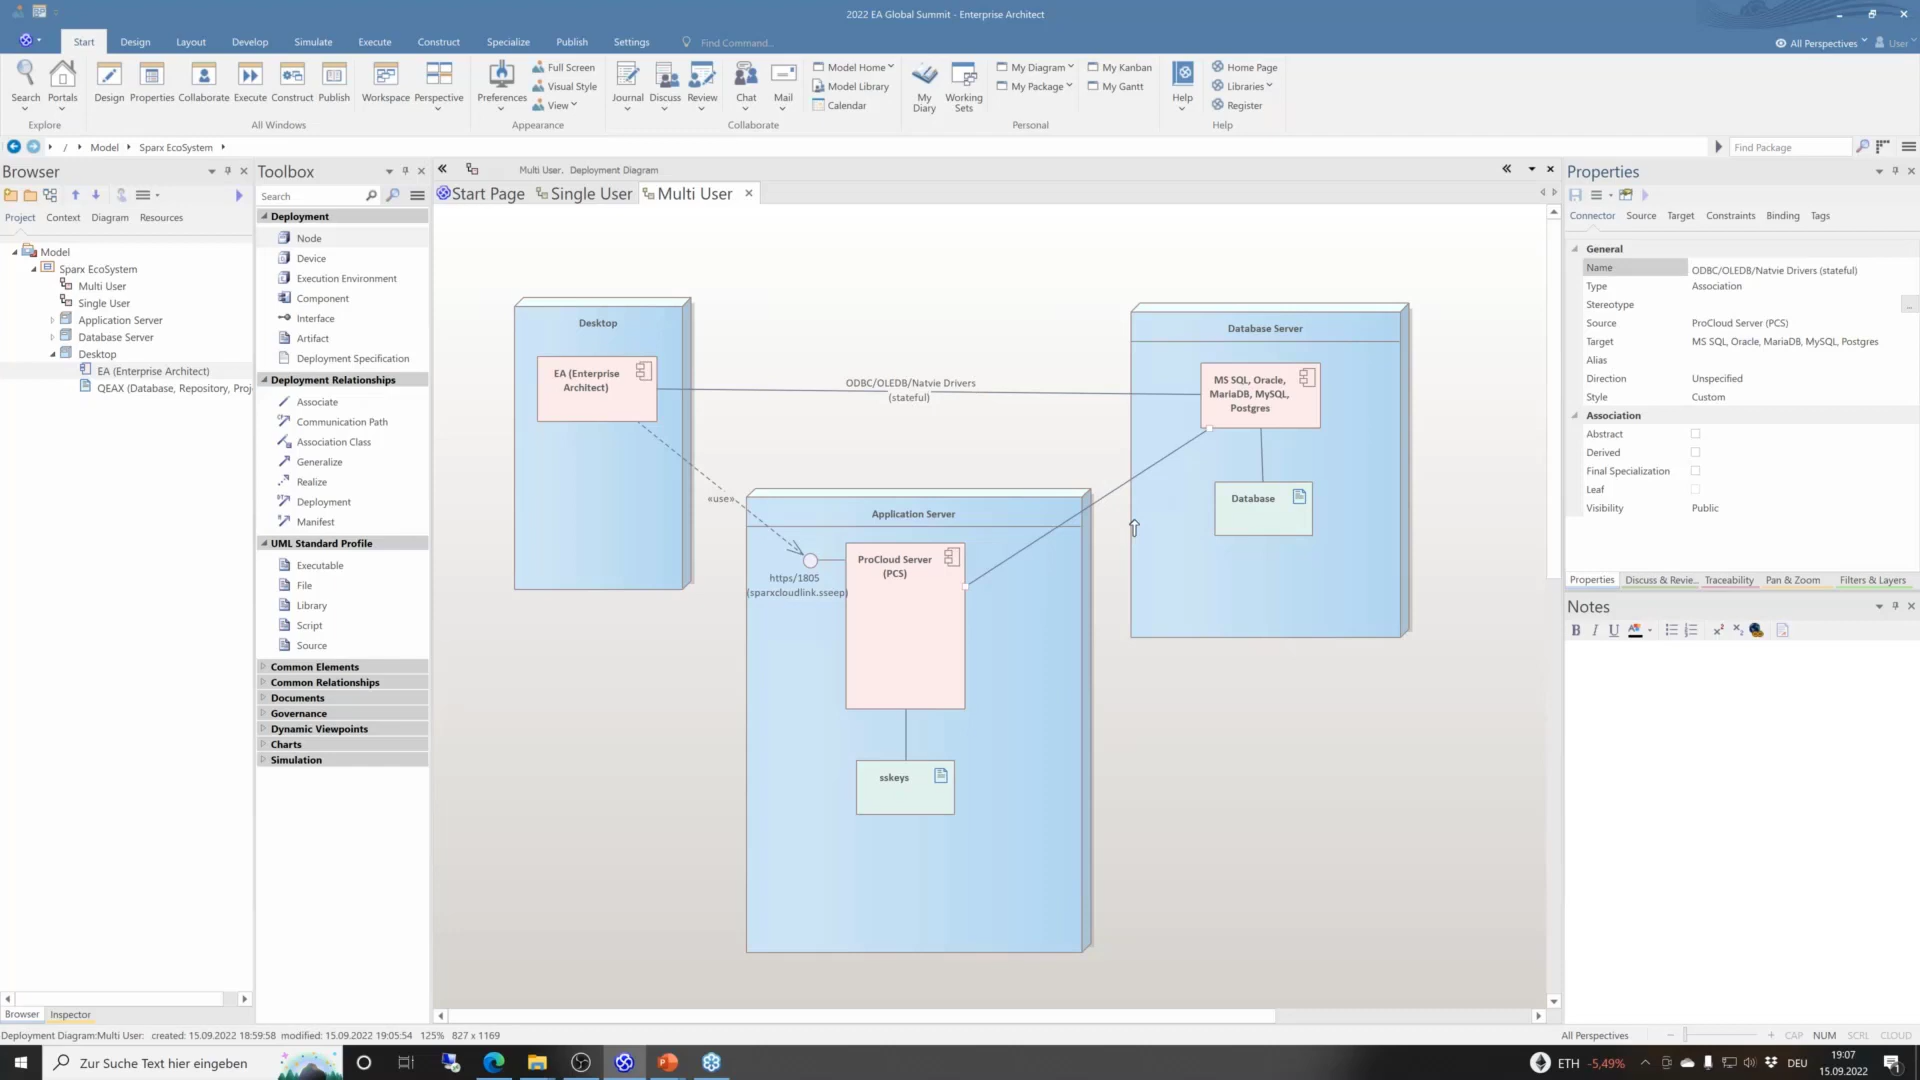 2022 EA Global Summit - Enterprise Architect
Start
Design
Layout
Develop
Simulate
Execute
Construct
Specialize
Publish
Settings
Find Command...
All Perspectives
User
Search
Portals
Explore
Design
Properties
Collaborate
Execute
Construct
Publish
Workspace
Perspective
All Windows
Preferences
Full Screen
Visual Style
View
Appearance
Journal
Discuss
Review
Chat
Mail
Model Home
Model Library
Calendar
Collaborate
My Diary
Working Sets
My Diagram
My Package
My Kanban
My Gantt
Personal
Help
Home Page
Libraries
Register
Help
/
Model
Sparx EcoSystem
Find Package
Browser
Project
Context
Diagram
Resources
Model
Sparx EcoSystem
Multi User
Single User
Application Server
Database Server
Desktop
EA (Enterprise Architect)
QEAX (Database, Repository, Proj
Browser
Inspector
Toolbox
Search
Deployment
Node
Device
Execution Environment
Component
Interface
Artifact
Deployment Specification
Deployment Relationships
Associate
Communication Path
Association Class
Generalize
Realize
Deployment
Manifest
UML Standard Profile
Executable
File
Library
Script
Source
Common Elements
Common Relationships
Documents
Governance
Dynamic Viewpoints
Charts
Simulation
Multi User. Deployment Diagram
Start Page
Single User
Multi User
Desktop
EA (Enterprise
Architect)
ODBC/OLEDB/Natvie Drivers
(stateful)
Database Server
MS SQL, Oracle,
MariaDB, MySQL,
Postgres
Database
«use»
Application Server
ProCloud Server
(PCS)
https/1805
(sparxcloudlink.sseep)
sskeys
Properties
Connector
Source
Target
Constraints
Binding
Tags
General
Name ODBC/OLEDB/Natvie Drivers (stateful)
Type Association
Stereotype
Source ProCloud Server (PCS)
Target MS SQL, Oracle, MariaDB, MySQL, Postgres
Alias
Direction Unspecified
Style Custom
Association
Abstract
Derived
Final Specialization
Leaf
Visibility Public
Properties
Discuss & Revie...
Traceability
Pan & Zoom
Filters & Layers
Notes
B I U
Deployment Diagram:Multi User: created: 15.09.2022 18:59:58 modified: 15.09.2022 19:05:54 125% 827 x 1169
All Perspectives
CAP
NUM
SCRL
CLOUD
Zur Suche Text hier eingeben
ETH -5,49%
DEU
19:07
15.09.2022
1